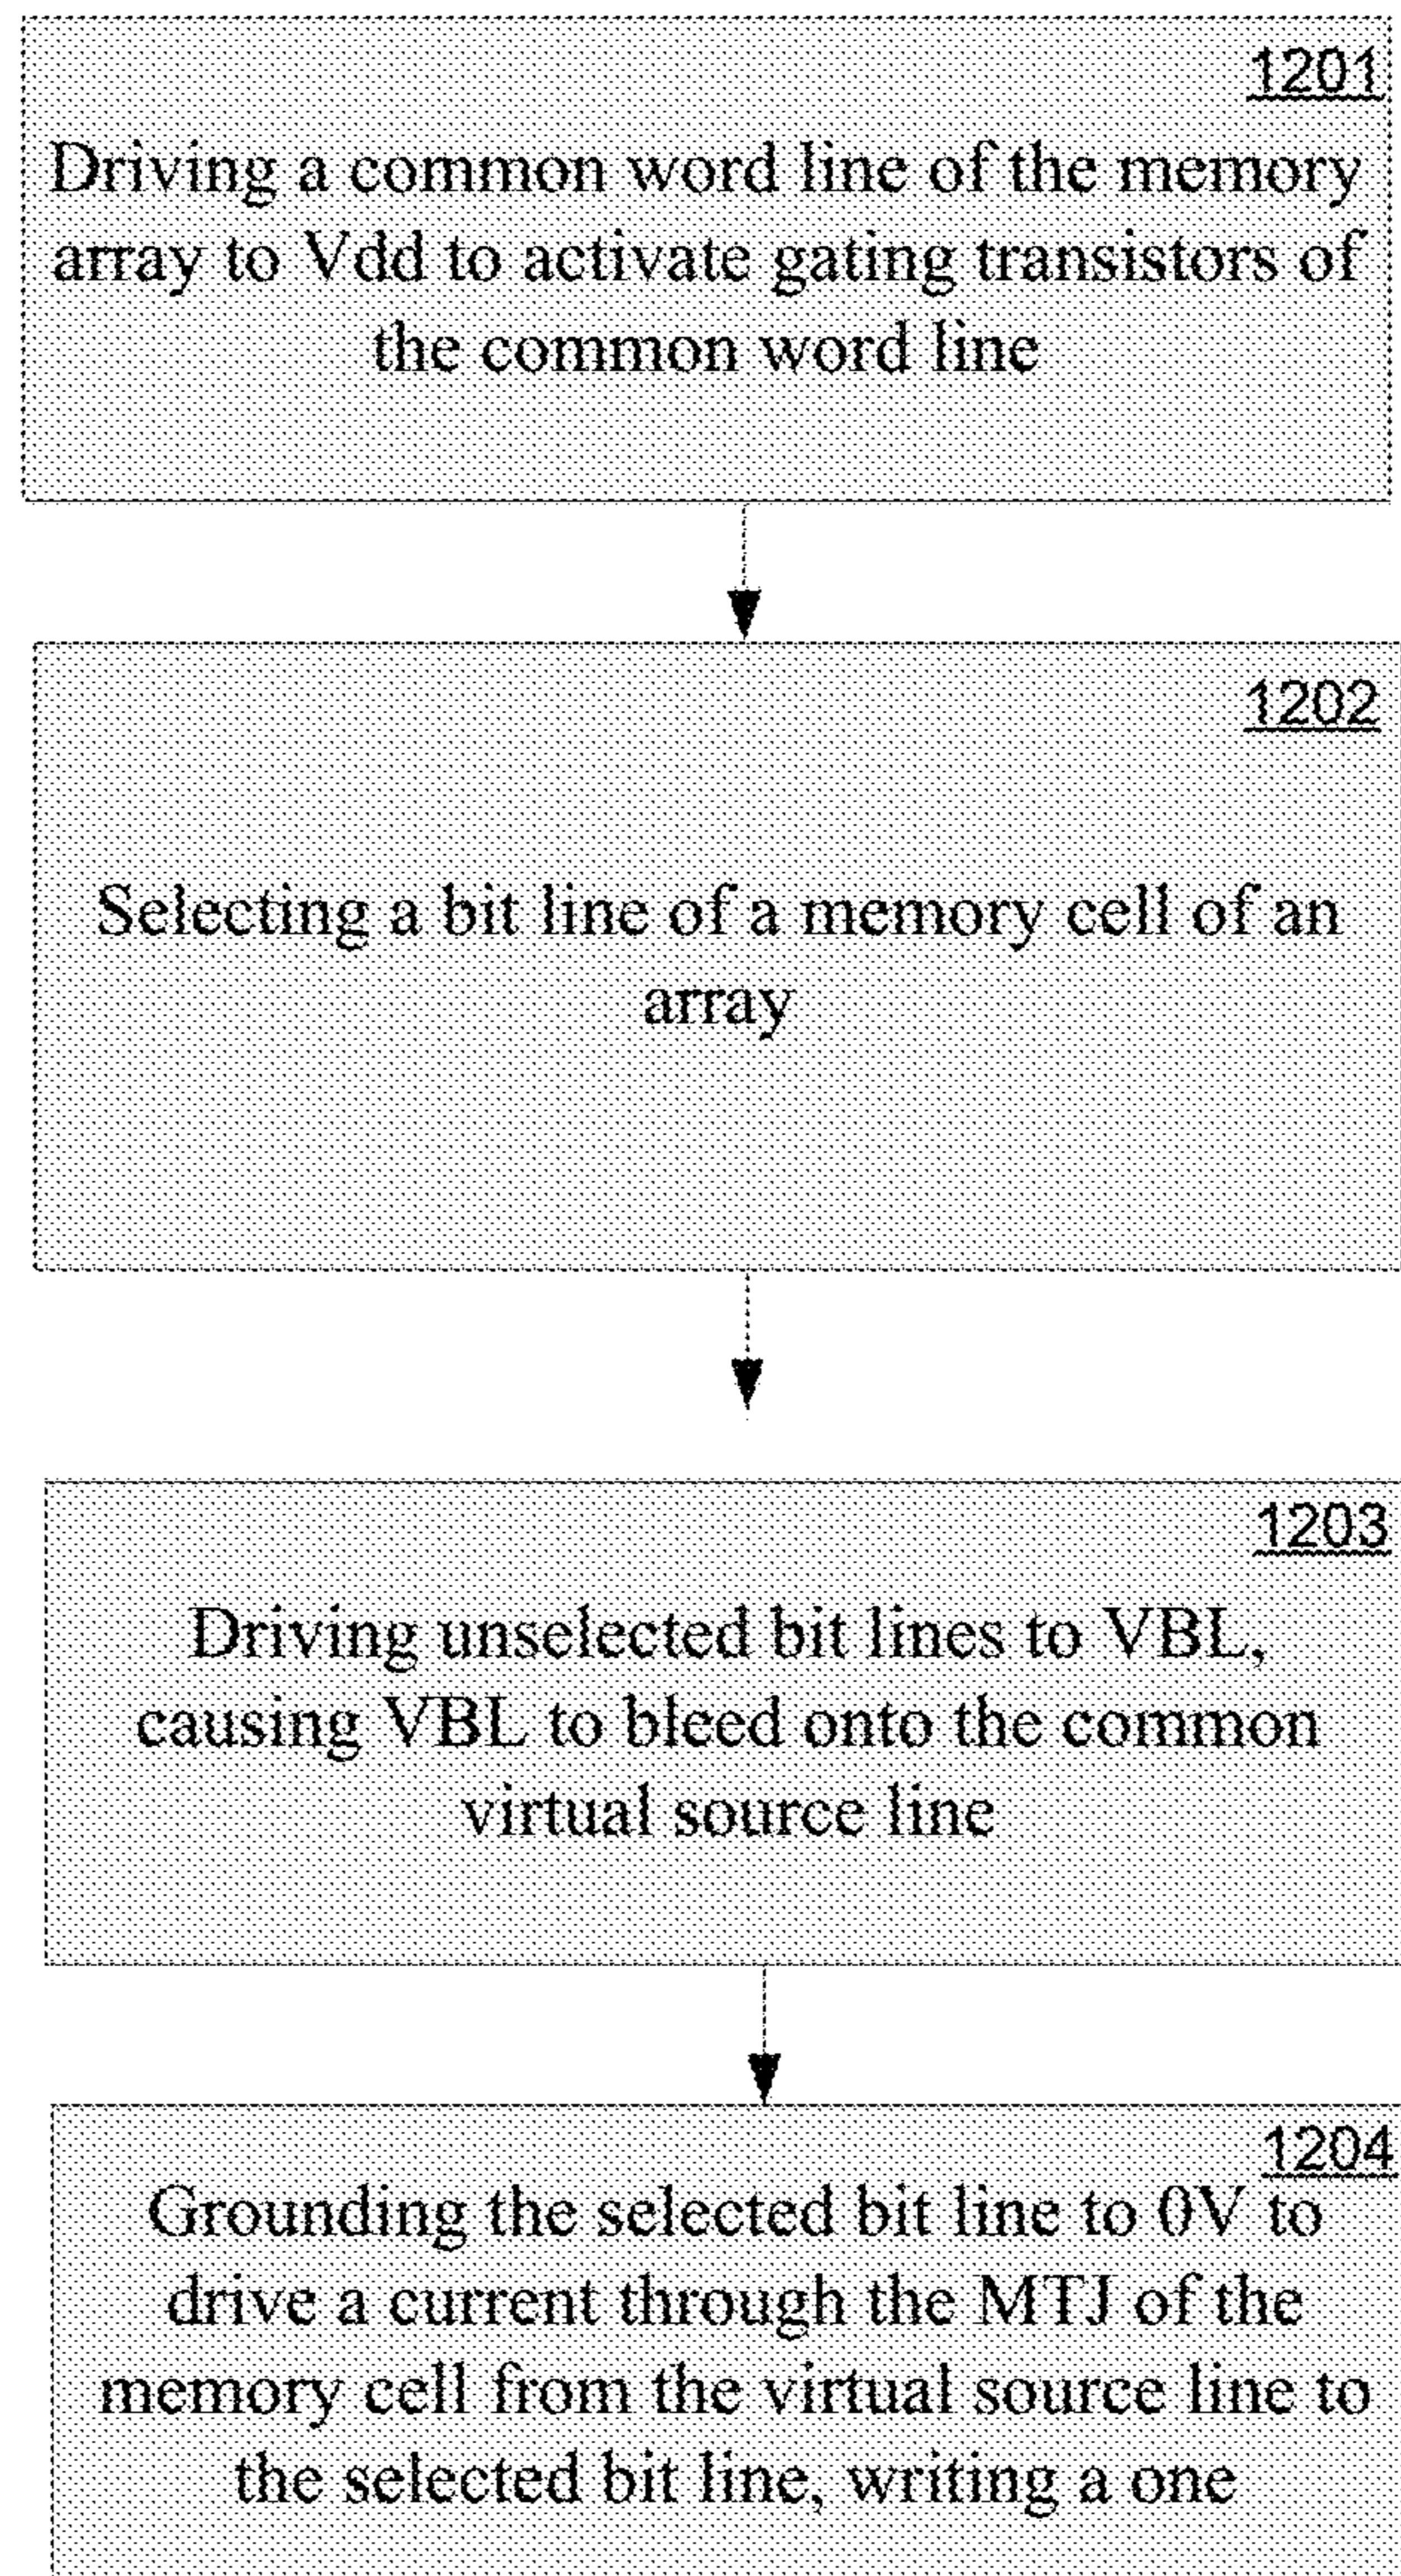 1201
Driving a common word line of the memory
array to Vdd to activate gating transistors of
the common word line
1202
Selecting a bit line of a memory cell of an
array
1203
Driving unselected bit lines to VBL,
causing VBL to bleed onto the common
virtual source line
1204
Grounding the selected bit line to 0V to
drive a current through the MTJ of the
memory cell from the virtual source line to
the selected bit line, writing a one